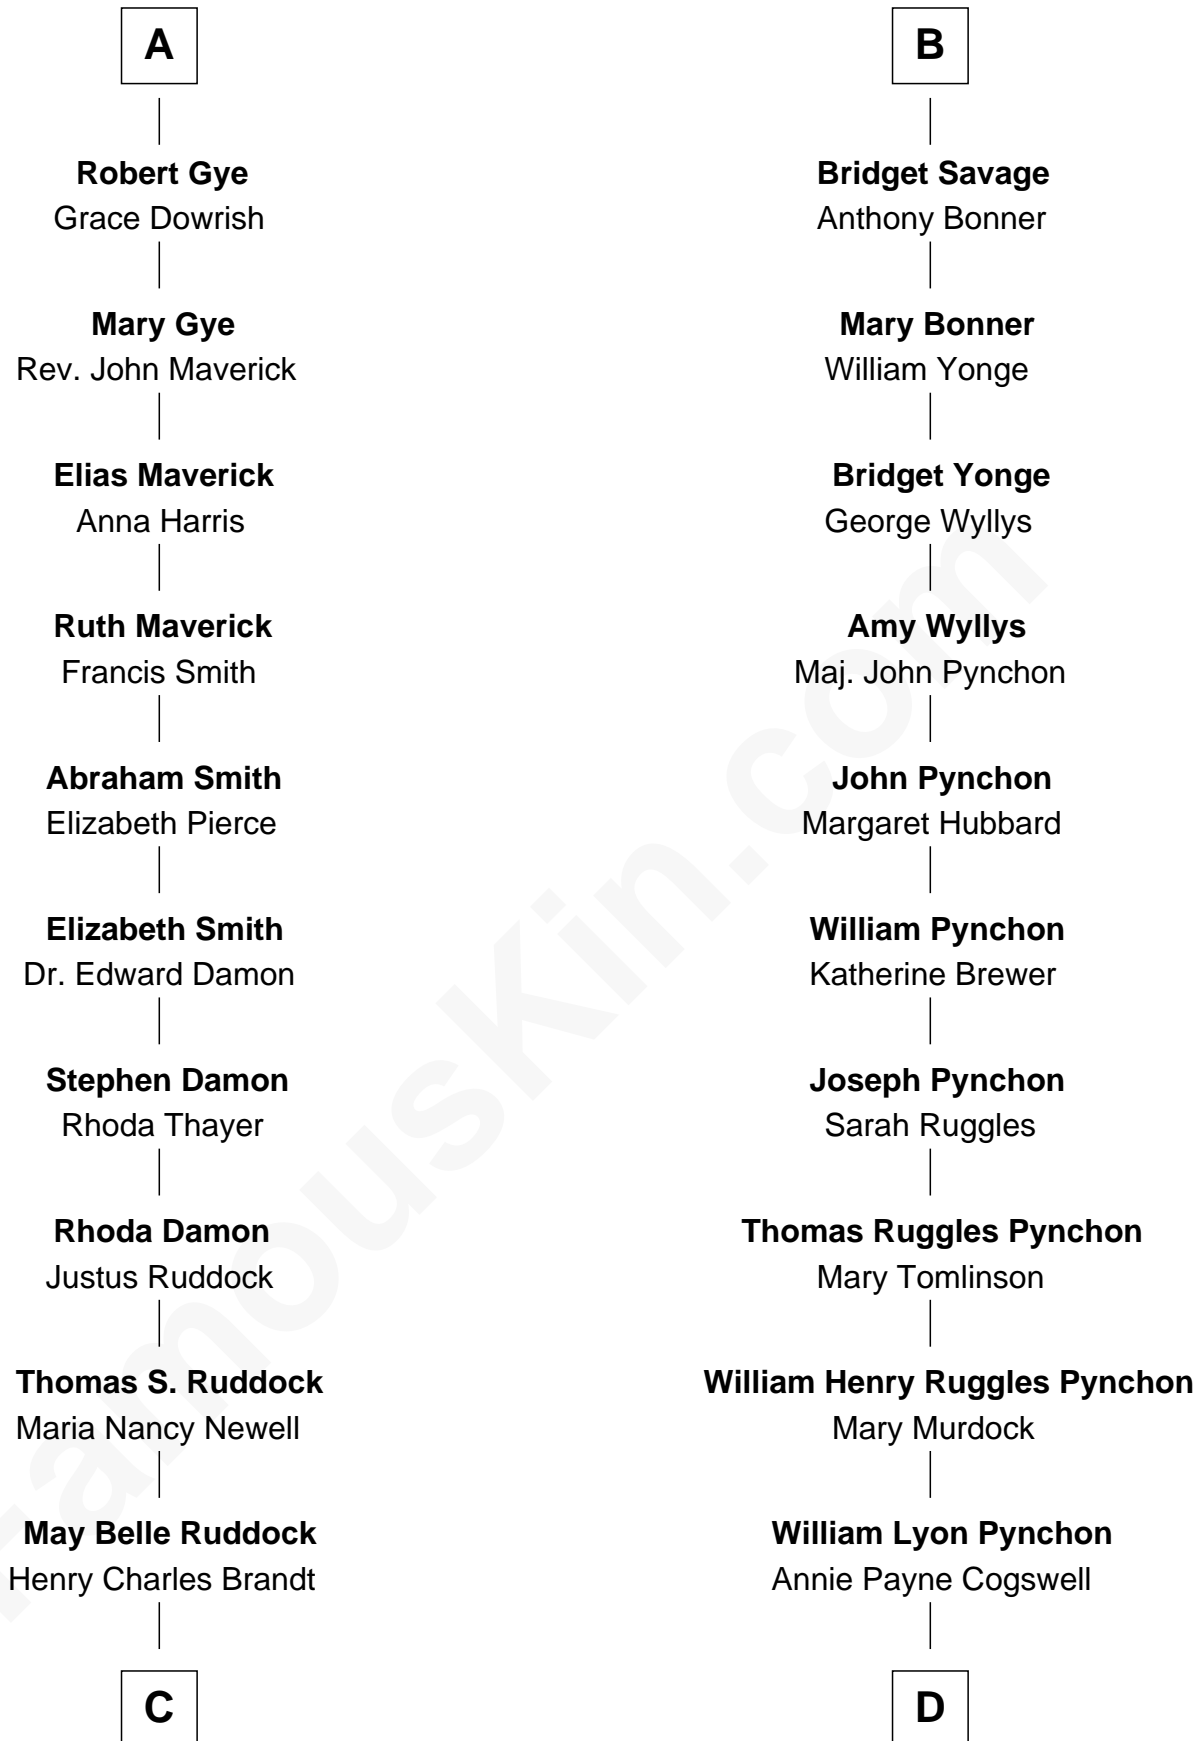 A
Robert Gye
Grace Dowrish
Mary Gye
Rev. John Maverick
Elias Maverick
Anna Harris
Ruth Maverick
Francis Smith
Abraham Smith
Elizabeth Pierce
Elizabeth Smith
Dr. Edward Damon
Stephen Damon
Rhoda Thayer
Rhoda Damon
Justus Ruddock
Thomas S. Ruddock
Maria Nancy Newell
May Belle Ruddock
Henry Charles Brandt
C
B
Bridget Savage
Anthony Bonner
Mary Bonner
William Yonge
Bridget Yonge
George Wyllys
Amy Wyllys
Maj. John Pynchon
John Pynchon
Margaret Hubbard
William Pynchon
Katherine Brewer
Joseph Pynchon
Sarah Ruggles
Thomas Ruggles Pynchon
Mary Tomlinson
William Henry Ruggles Pynchon
Mary Murdock
William Lyon Pynchon
Annie Payne Cogswell
D
FamousKin.com